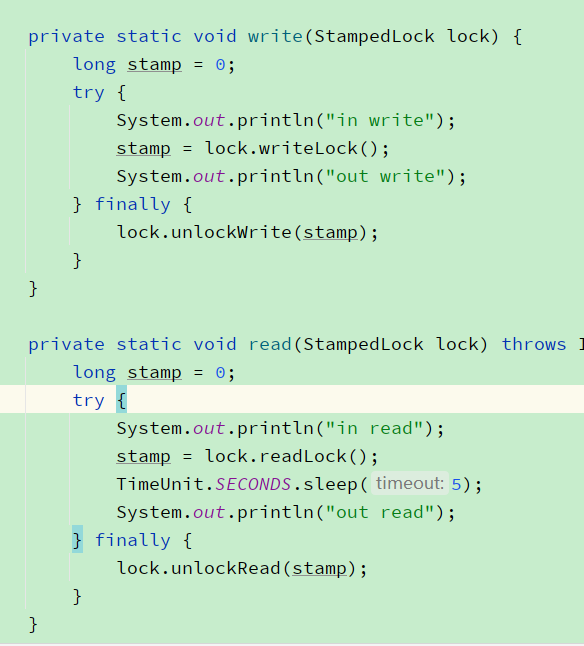 private static void write(StampedLock lock) {
long stamp = 0;
try {
System.out.println("in write");
stamp = lock.writeLock();
System.out.println("out write");
} finally {
lock.unlockWrite(stamp);
}
}
private static void read(StampedLock lock) throws
long stamp = 0;
try {
System.out.println("in read");
stamp = lock.readLock();
TimeUnit.SECONDS.sleep( timeout: 5);
System.out.println("out read");
} finally {
lock.unlockRead(stamp);
}
}